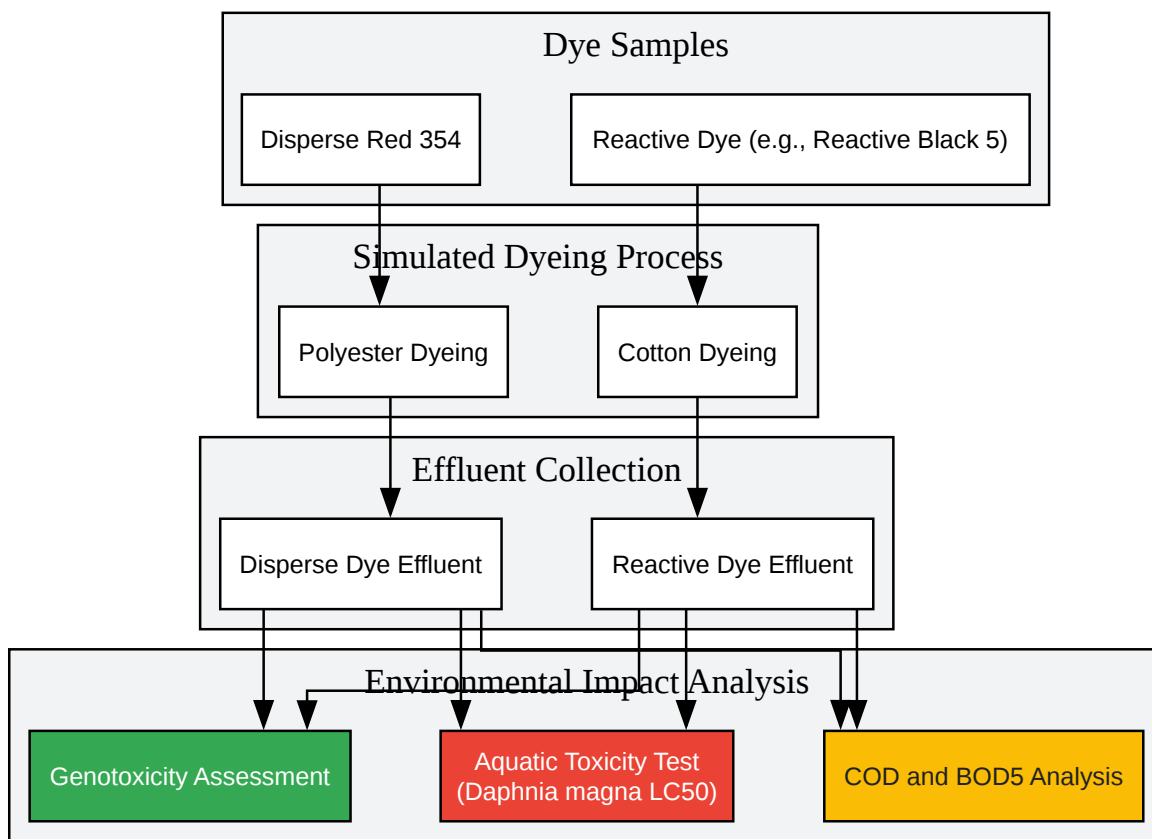 Dye Samples
Disperse Red 354
Reactive Dye (e.g., Reactive Black 5)
Simulated Dyeing Process
Polyester Dyeing
Cotton Dyeing
Effluent Collection
Disperse Dye Effluent
Reactive Dye Effluent
Environmental Impact Analysis
Genotoxicity Assessment
Aquatic Toxicity Test
(Daphnia magna LC50)
COD and BOD5 Analysis